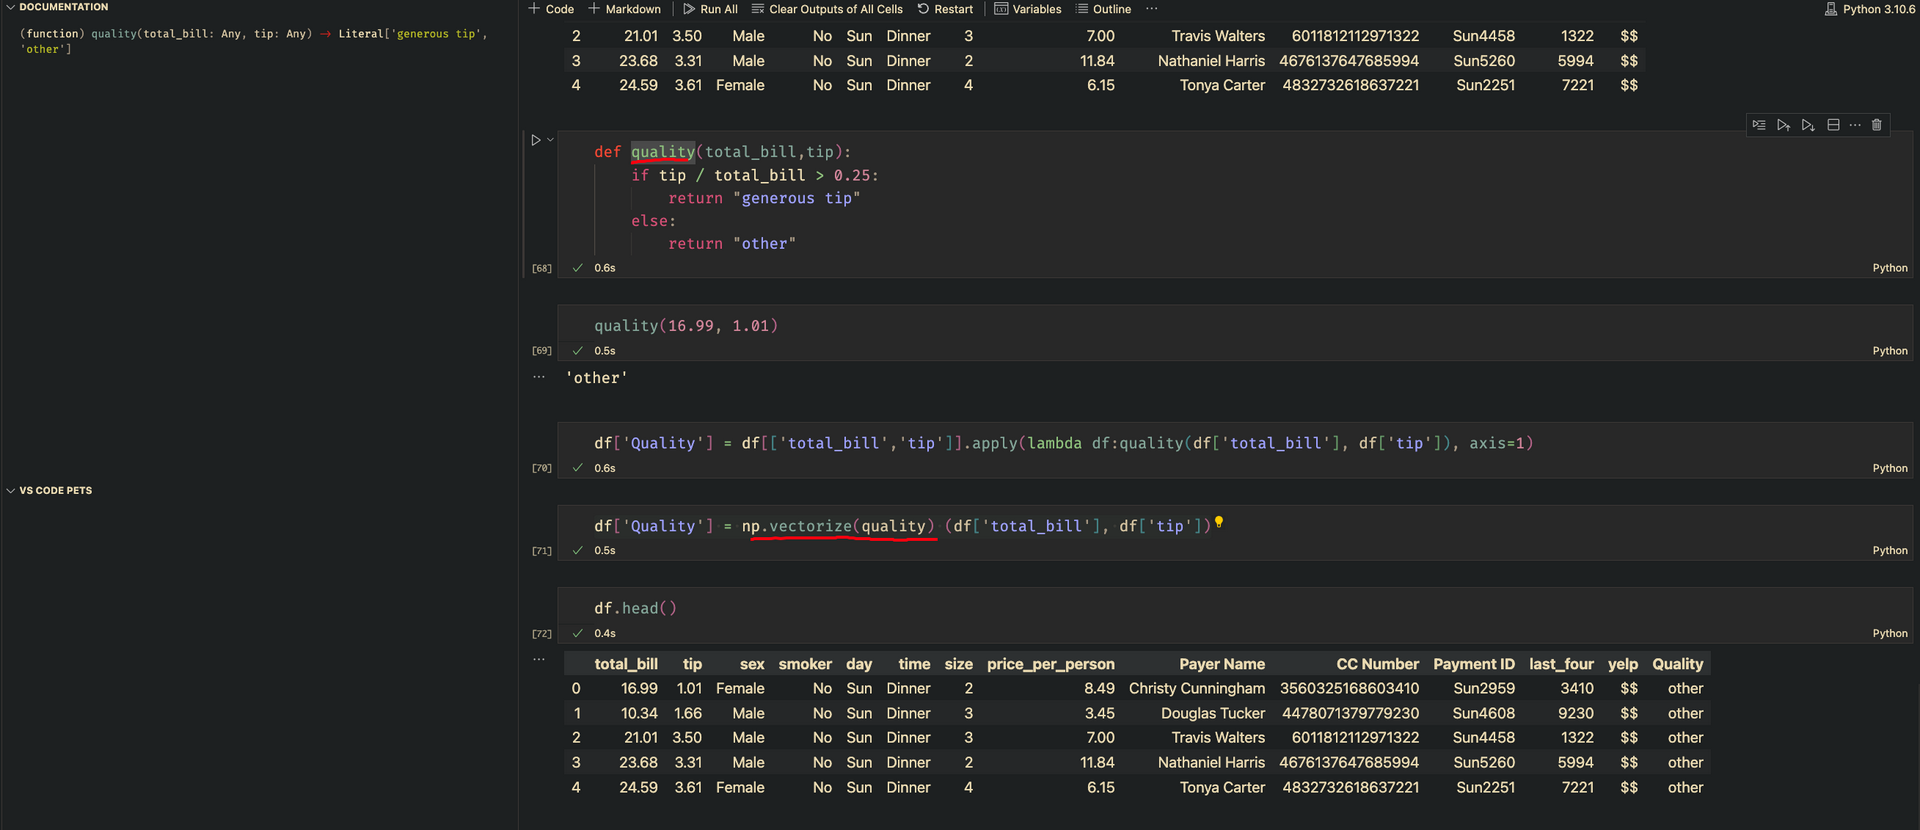 DOCUMENTATION
(function) quality(total_bill: Any, tip: Any) → Literal['generous tip',
'other']
VS CODE PETS
Code Markdown Run All Clear Outputs of All Cells Restart Variables Outline ··· Python 3.10.6
2 21.01 3.50 Male No Sun Dinner 3 7.00 Travis Walters 6011812112971322 Sun4458 1322 $$
3 23.68 3.31 Male No Sun Dinner 2 11.84 Nathaniel Harris 4676137647685994 Sun5260 5994 $$
4 24.59 3.61 Female No Sun Dinner 4 6.15 Tonya Carter 4832732618637221 Sun2251 7221 $$
def quality(total_bill,tip):
if tip / total_bill > 0.25:
return "generous tip"
else:
return "other"
[68] 0.6s Python
quality(16.99, 1.01)
[69] 0.5s Python
'other'
df['Quality'] = df[['total_bill','tip']].apply(lambda df:quality(df['total_bill'], df['tip']), axis=1)
[70] 0.6s Python
df['Quality'] = np.vectorize(quality) (df['total_bill'], df['tip'])
[71] 0.5s Python
df.head()
[72] 0.4s Python
total_bill tip sex smoker day time size price_per_person Payer Name CC Number Payment ID last_four yelp Quality
0 16.99 1.01 Female No Sun Dinner 2 8.49 Christy Cunningham 3560325168603410 Sun2959 3410 $$ other
1 10.34 1.66 Male No Sun Dinner 3 3.45 Douglas Tucker 4478071379779230 Sun4608 9230 $$ other
2 21.01 3.50 Male No Sun Dinner 3 7.00 Travis Walters 6011812112971322 Sun4458 1322 $$ other
3 23.68 3.31 Male No Sun Dinner 2 11.84 Nathaniel Harris 4676137647685994 Sun5260 5994 $$ other
4 24.59 3.61 Female No Sun Dinner 4 6.15 Tonya Carter 4832732618637221 Sun2251 7221 $$ other